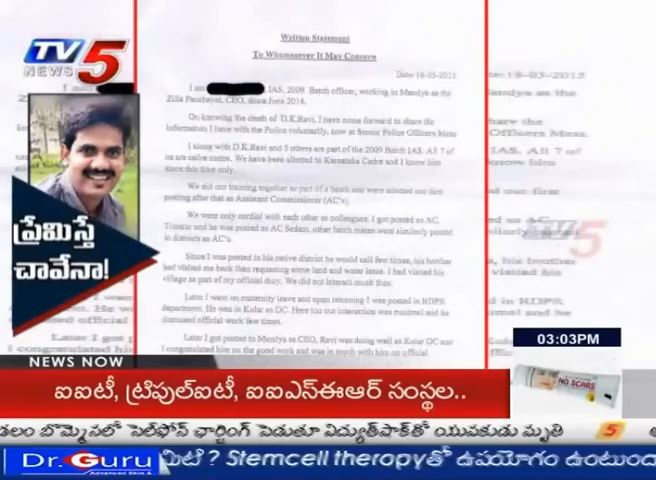 TV5
NEWS
Written Statement
To Whomsoever It May Concern
Date: 18-03-2015
I am IAS, 2009 Batch officer, working in Mandya as the
Zilla Panchayat, CEO, since June 2014.
On knowing the death of D.K.Ravi, I have come forward to share the
information I have with the Police voluntarily, now at Senior Police Officers Mess
I along with D.K.Ravi and 5 others are part of the 2009 Batch IAS. All 7 of
us are cadre mates. We have been allotted to Karnataka Cadre and I know him
since this time only.
We did our training together as part of a batch and were selected our first
posting after that as Assistant Commissioner (AC's).
We were only cordial with each other as colleagues. I got posted as AC,
and he was posted as AC Sedam, other batch mates were similarly posted
to districts as AC's.
Since I was posted in his native district he would call few times, his brother
had visited me back then requesting some land and water issue. I had visited his
village as part of my official duty. We did not interact much then.
Later I went on maternity leave and upon returning I was posted in RDPR
department. He was in Kolar as DC. Here too our interaction was minimal and he
discussed official work few times.
Later I got posted to Mandya as CEO, Ravi was doing well as Kolar DC and
I congratulated him on the good work and was in touch with him on official
ప్రేమిస్తే
చావేనా!
TV5
03:03PM
NO SCARS
NEWS NOW
ఐఐటీ, ట్రిపుల్ఐటీ, ఐఐఎస్ఈఆర్ సంస్థల..
డలం బొమ్మెనలో సెల్‌ఫోన్ ఛార్జింగ్ పెడుతూ విద్యుత్‌షాక్‌తో యువకుడు మృతి
5
Dr. Guru
Advanced Skin &
మిటి ? Stemcell theropyతో ఉపయోగం ఉంటుందా